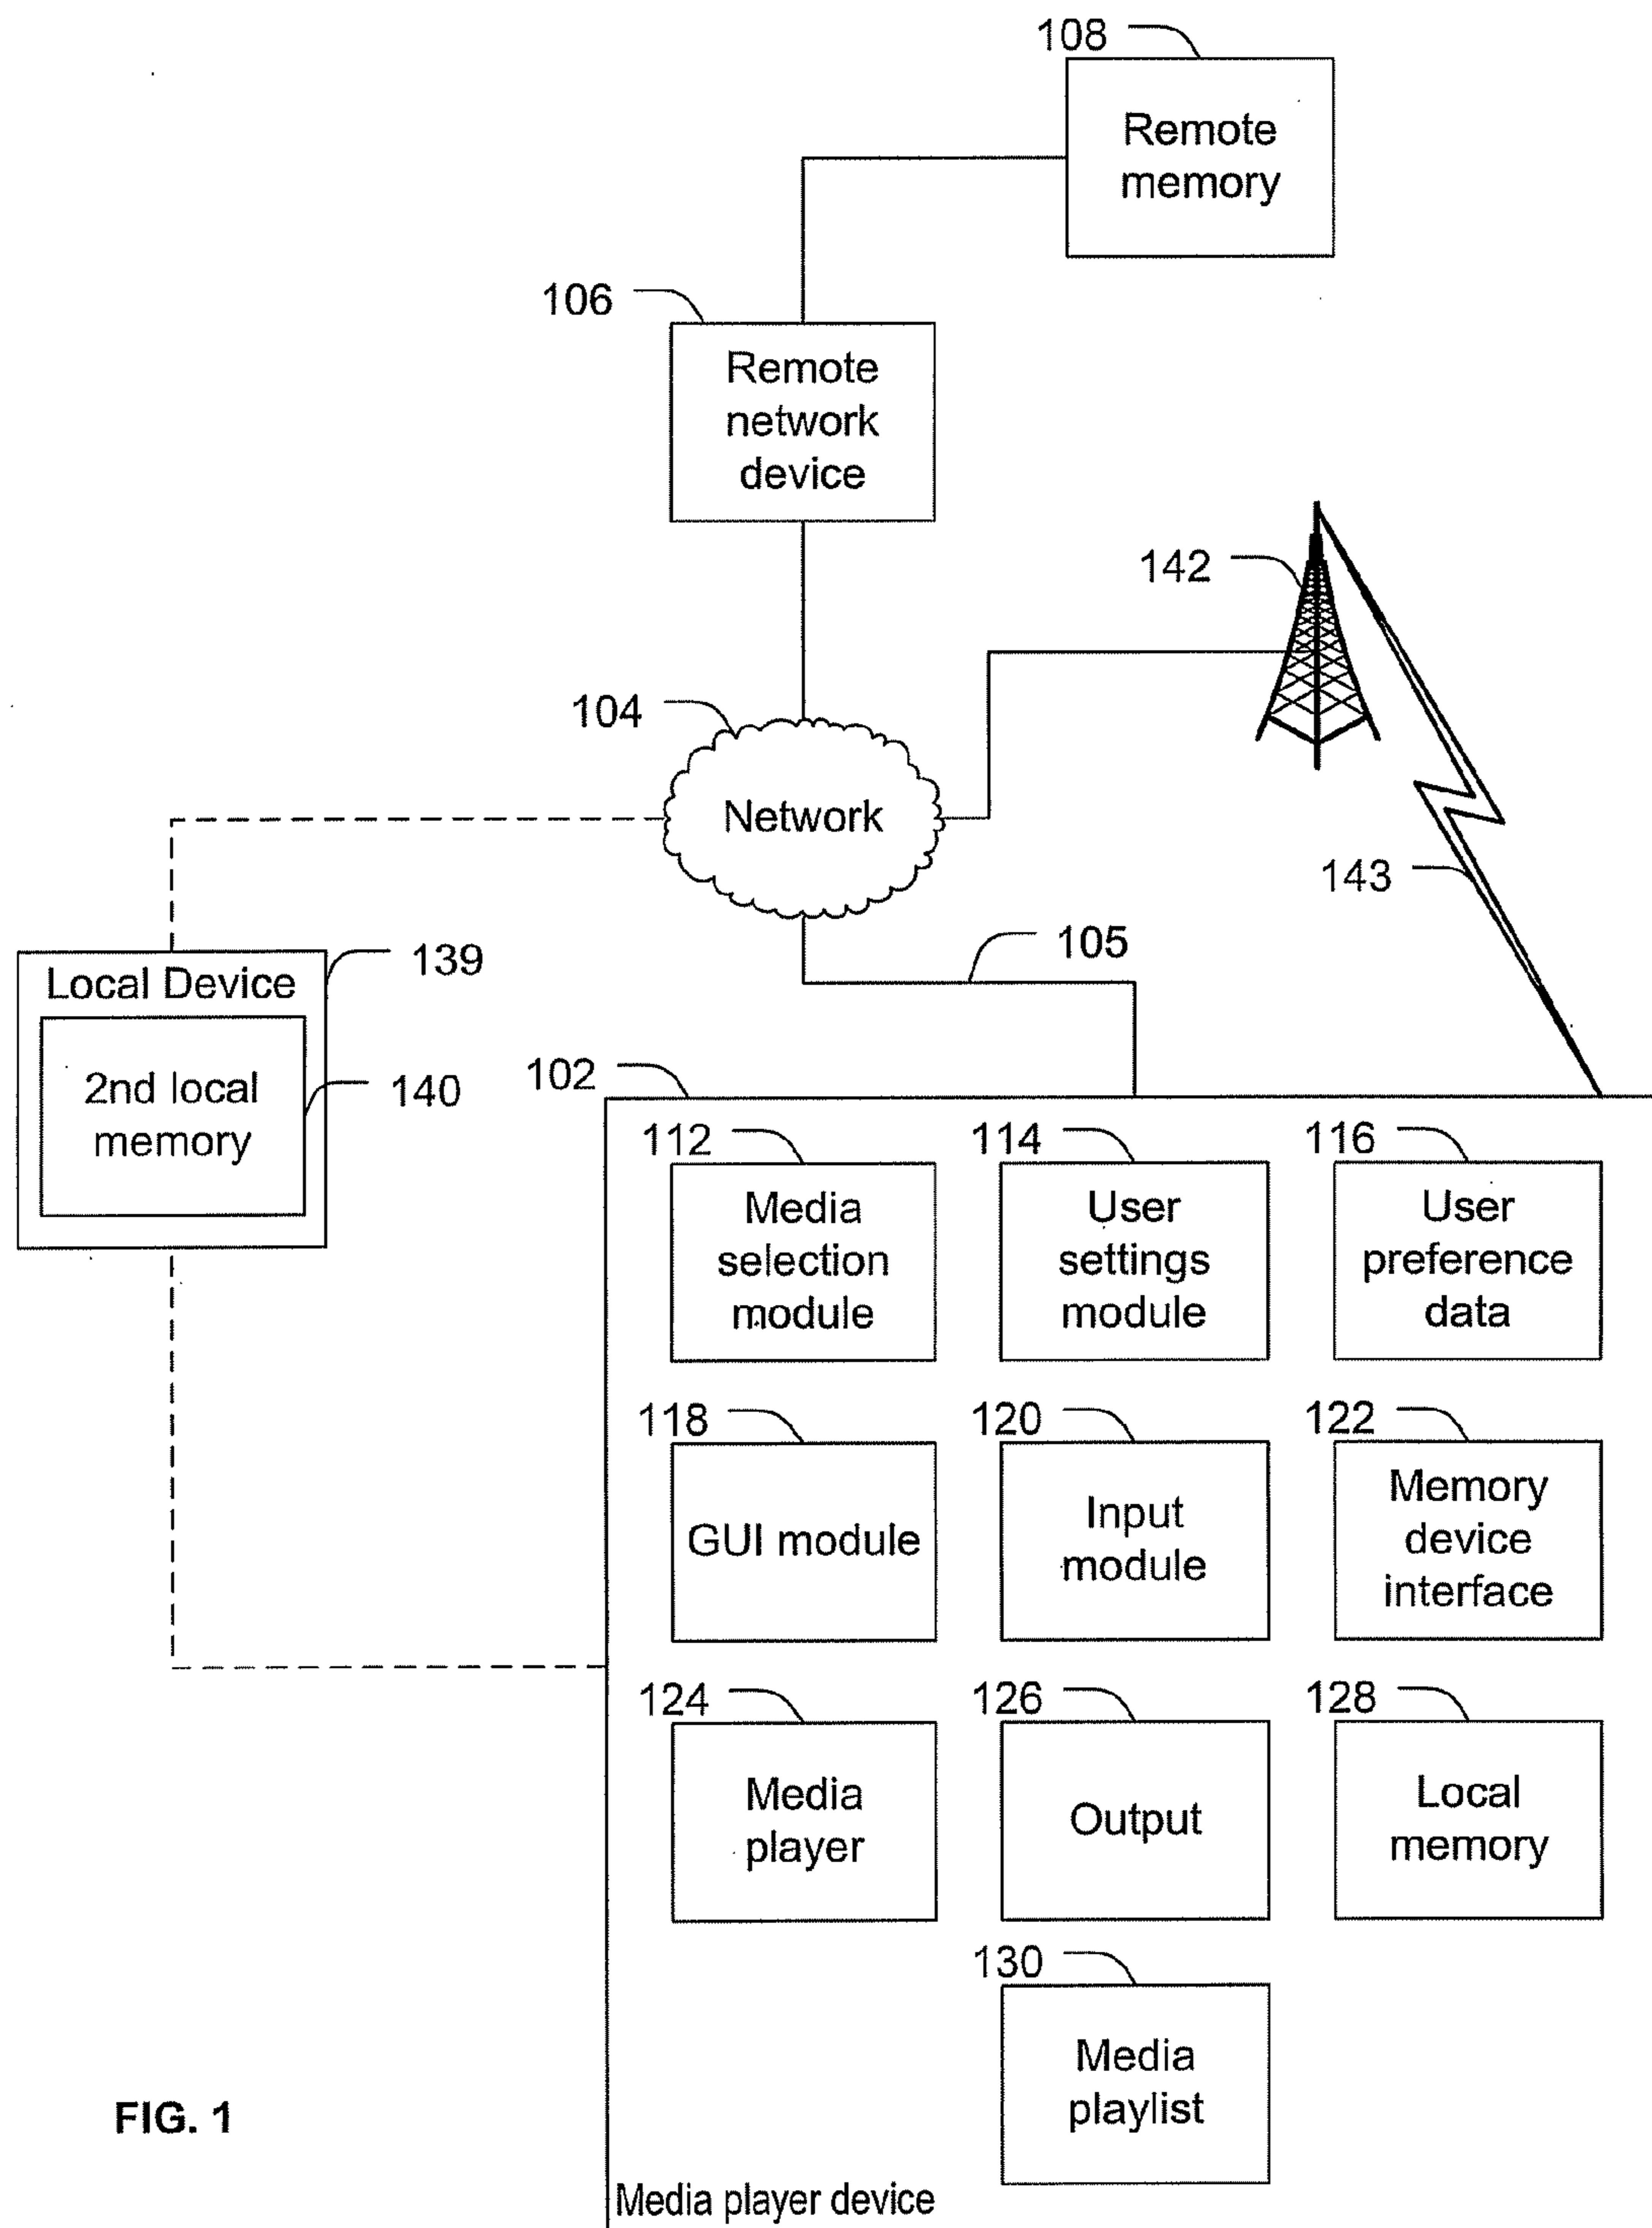 108
Remote
memory
106
Remote
network
device
142
104
Network
143
105
139
Local Device
2nd local
memory
140
102
112
Media
selection
module
114
User
settings
module
116
User
preference
data
118
GUI module
120
Input
module
122
Memory
device
interface
124
Media
player
126
Output
128
Local
memory
130
Media
playlist
FIG. 1
Media player device